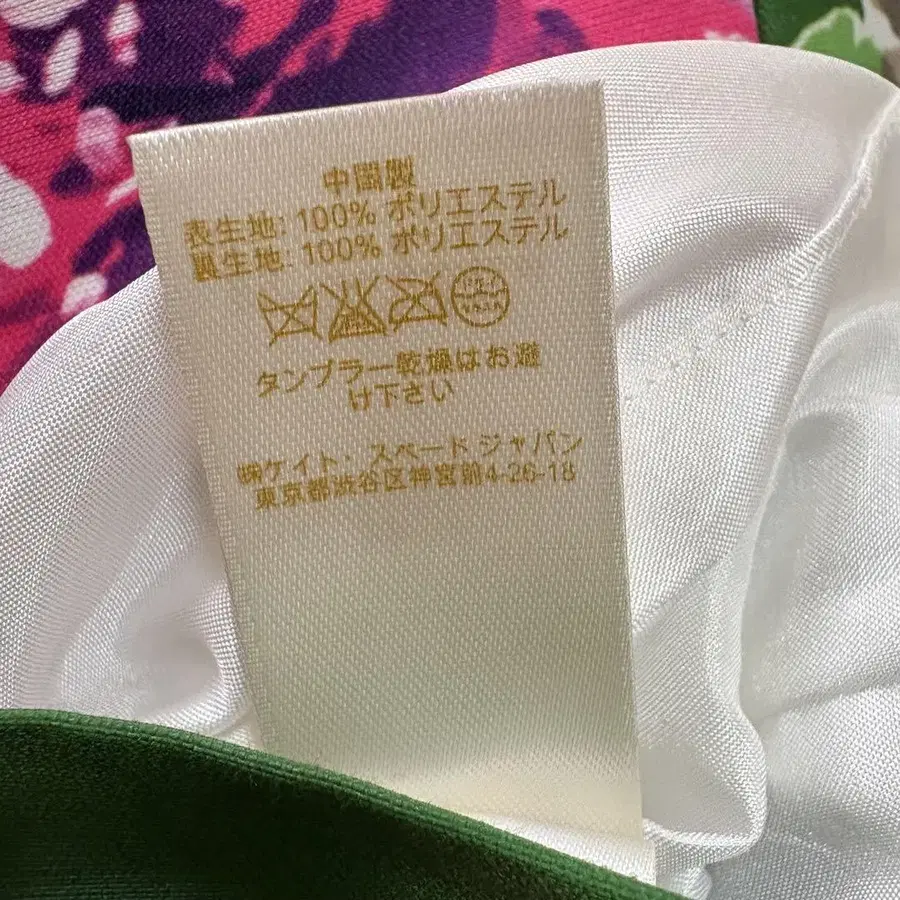 中国製
表生地: 100% ポリエステル
裏生地: 100% ポリエステル
タンブラー乾燥はお避
け下さい
㈱ケイト・スペード ジャパン
東京都渋谷区神宮前4-26-18